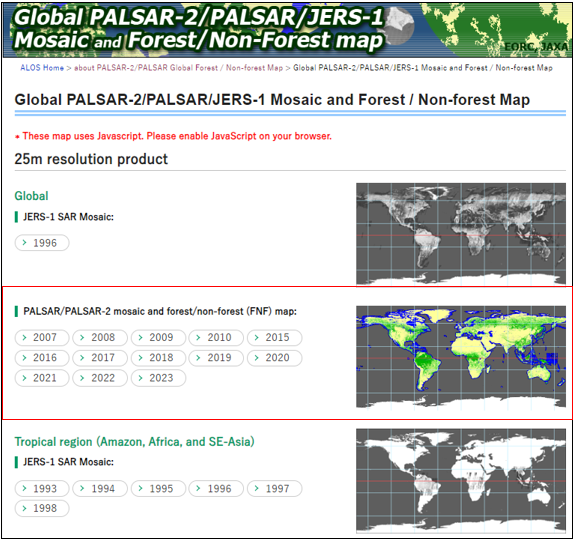 Global PALSAR-2/PALSAR/JERS-1
Mosaic and Forest/Non-Forest map
EORC, JAXA
ALOS Home > about PALSAR-2/PALSAR Global Forest / Non-forest Map > Global PALSAR-2/PALSAR/JERS-1 Mosaic and Forest / Non-forest Map
Global PALSAR-2/PALSAR/JERS-1 Mosaic and Forest / Non-forest Map
* These map uses Javascript. Please enable JavaScript on your browser.
25m resolution product
Global
JERS-1 SAR Mosaic:
> 1996
PALSAR/PALSAR-2 mosaic and forest/non-forest (FNF) map:
> 2007 > 2008 > 2009 > 2010 > 2015
> 2016 > 2017 > 2018 > 2019 > 2020
> 2021 > 2022 > 2023
Tropical region (Amazon, Africa, and SE-Asia)
JERS-1 SAR Mosaic:
> 1993 > 1994 > 1995 > 1996 > 1997
> 1998